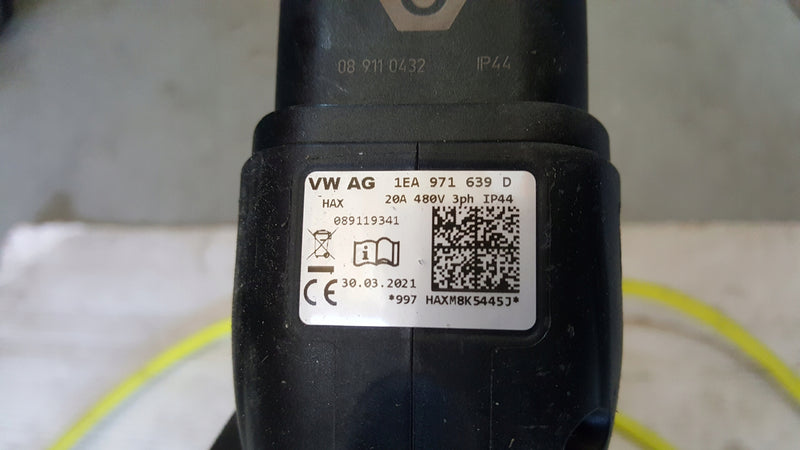 08 911 0432 IP44
VW AG 1EA 971 639 D
HAX 20A 480V 3ph IP44
089119341
30.03.2021
CE *997 HAXM8K5445J*